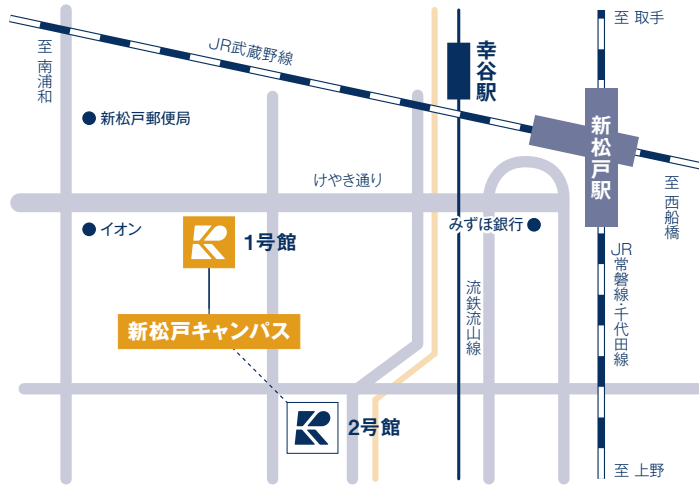 至 取手
至 南浦和
JR武蔵野線
幸谷駅
新松戸駅
新松戸郵便局
至 西船橋
けやき通り
イオン
1号館
みずほ銀行
JR常磐線・千代田線
流鉄流山線
新松戸キャンパス
2号館
至 上野